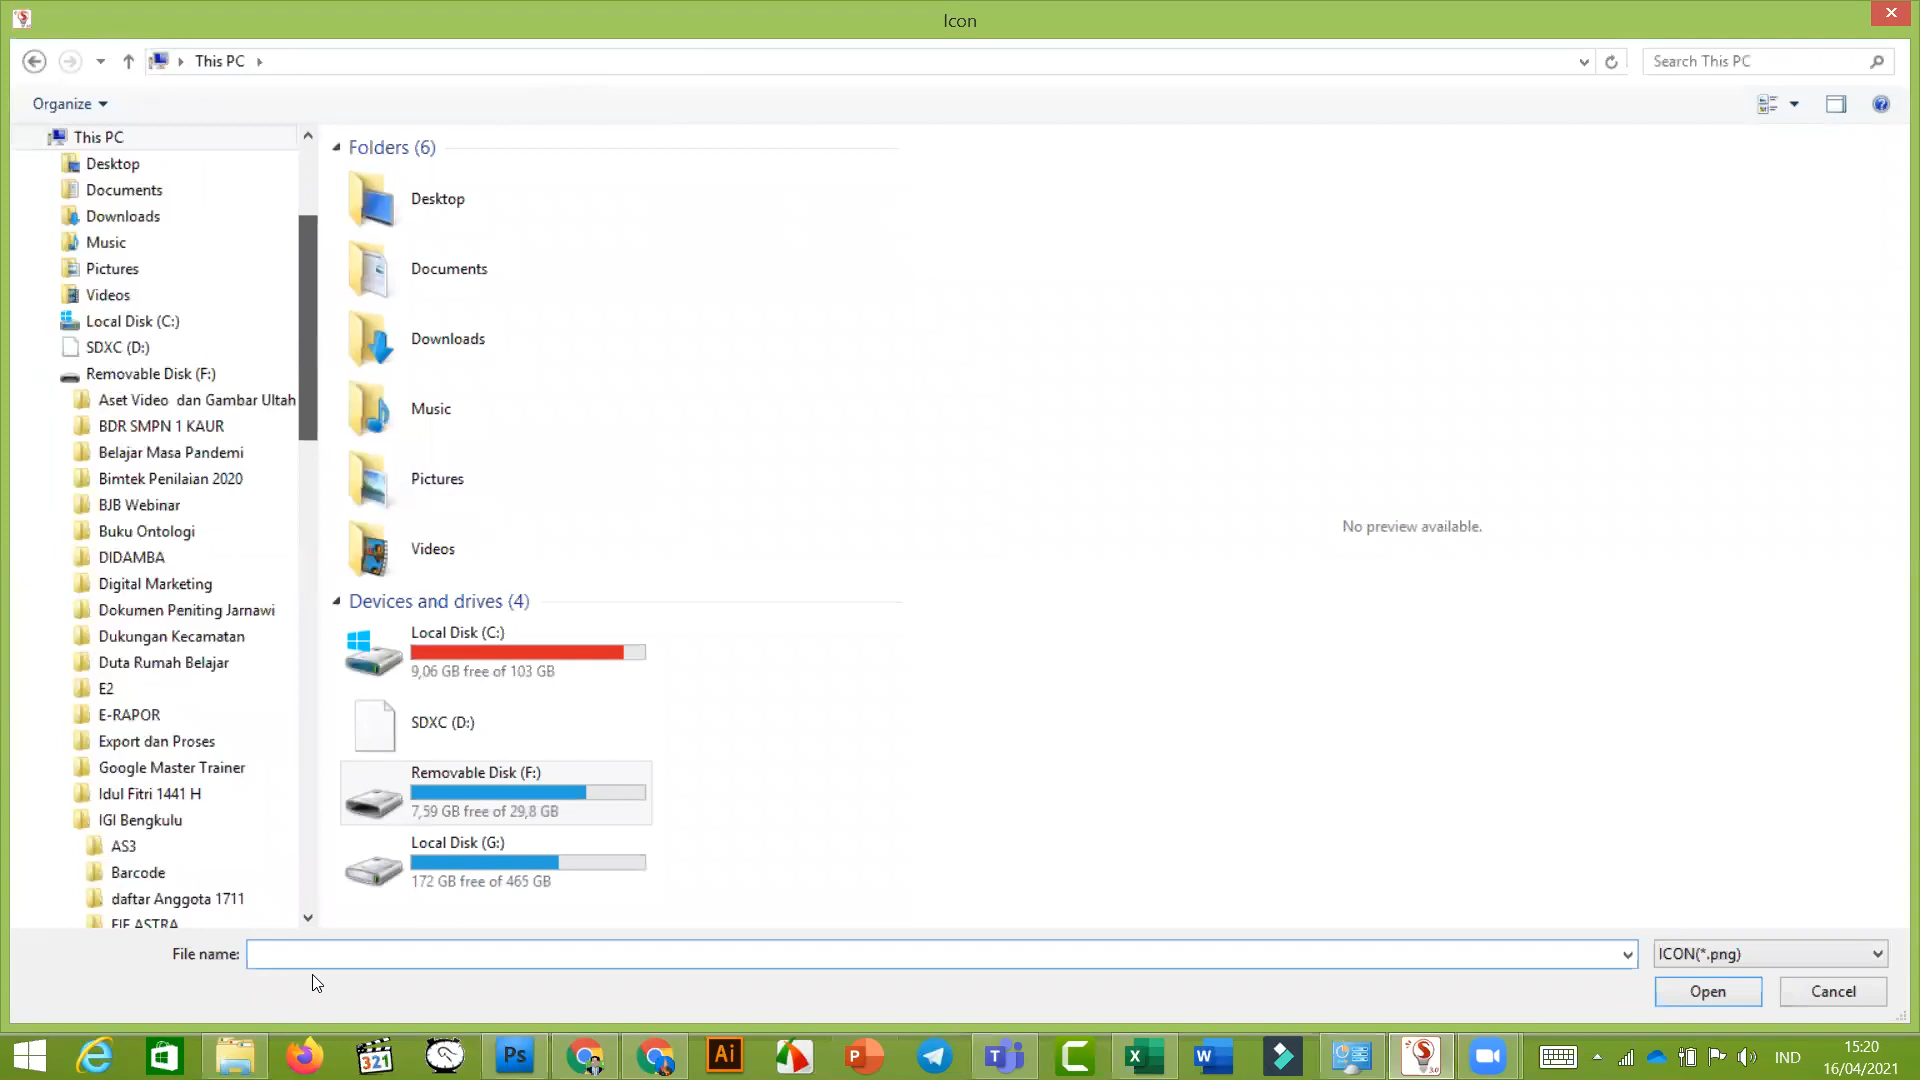 Icon
This PC
Search This PC
Organize
This PC
Desktop
Documents
Downloads
Music
Pictures
Videos
Local Disk (C:)
SDXC (D:)
Removable Disk (F:)
Aset Video  dan Gambar Ultah
BDR SMPN 1 KAUR
Belajar Masa Pandemi
Bimtek Penilaian 2020
BJB Webinar
Buku Ontologi
DIDAMBA
Digital Marketing
Dokumen Peniting Jarnawi
Dukungan Kecamatan
Duta Rumah Belajar
E2
E-RAPOR
Export dan Proses
Google Master Trainer
Idul Fitri 1441 H
IGI Bengkulu
AS3
Barcode
daftar Anggota 1711
FIF ASTRA
Folders (6)
Desktop
Documents
Downloads
Music
Pictures
Videos
Devices and drives (4)
Local Disk (C:)
9,06 GB free of 103 GB
SDXC (D:)
Removable Disk (F:)
7,59 GB free of 29,8 GB
Local Disk (G:)
172 GB free of 465 GB
No preview available.
File name:
ICON(*.png)
Open
Cancel
321
Ps
Ai
P
T
X
W
3.0
IND
15:20
16/04/2021